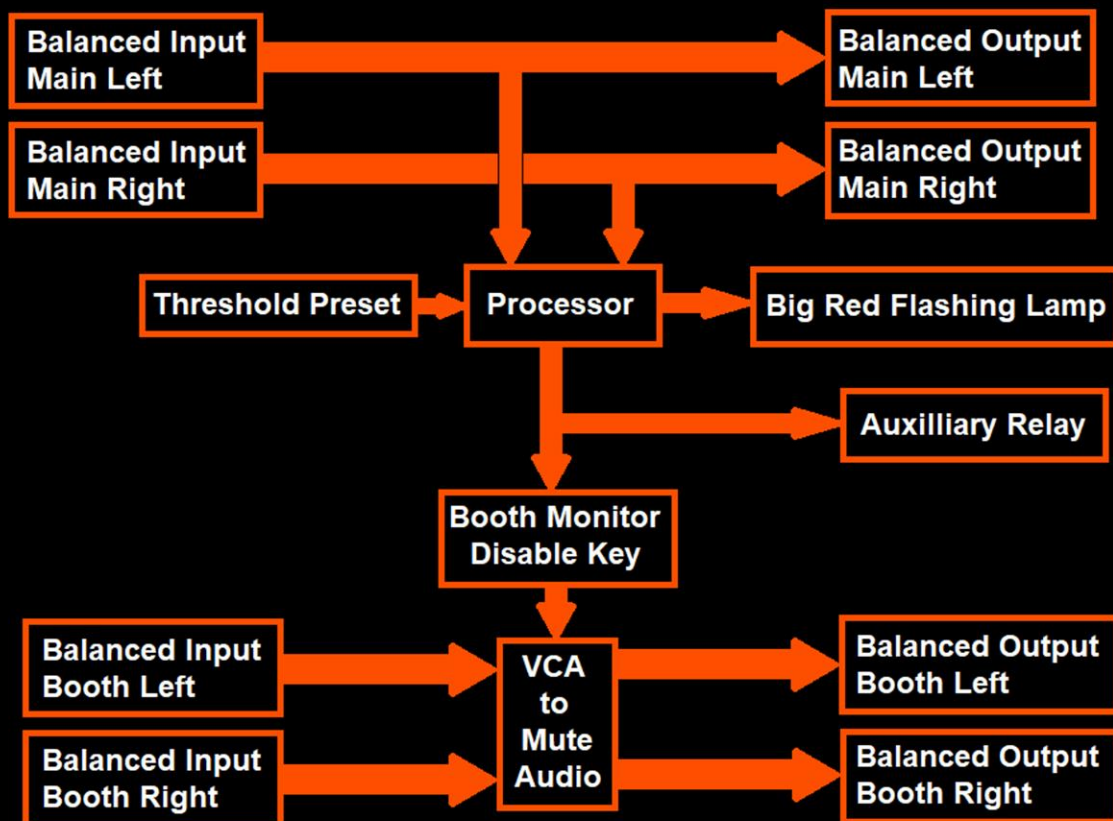 Balanced Input
Main Left
Balanced Output
Main Left
Balanced Input
Main Right
Balanced Output
Main Right
Threshold Preset
Processor
Big Red Flashing Lamp
Auxilliary Relay
Booth Monitor
Disable Key
Balanced Input
Booth Left
VCA
to
Mute
Audio
Balanced Output
Booth Left
Balanced Input
Booth Right
Balanced Output
Booth Right